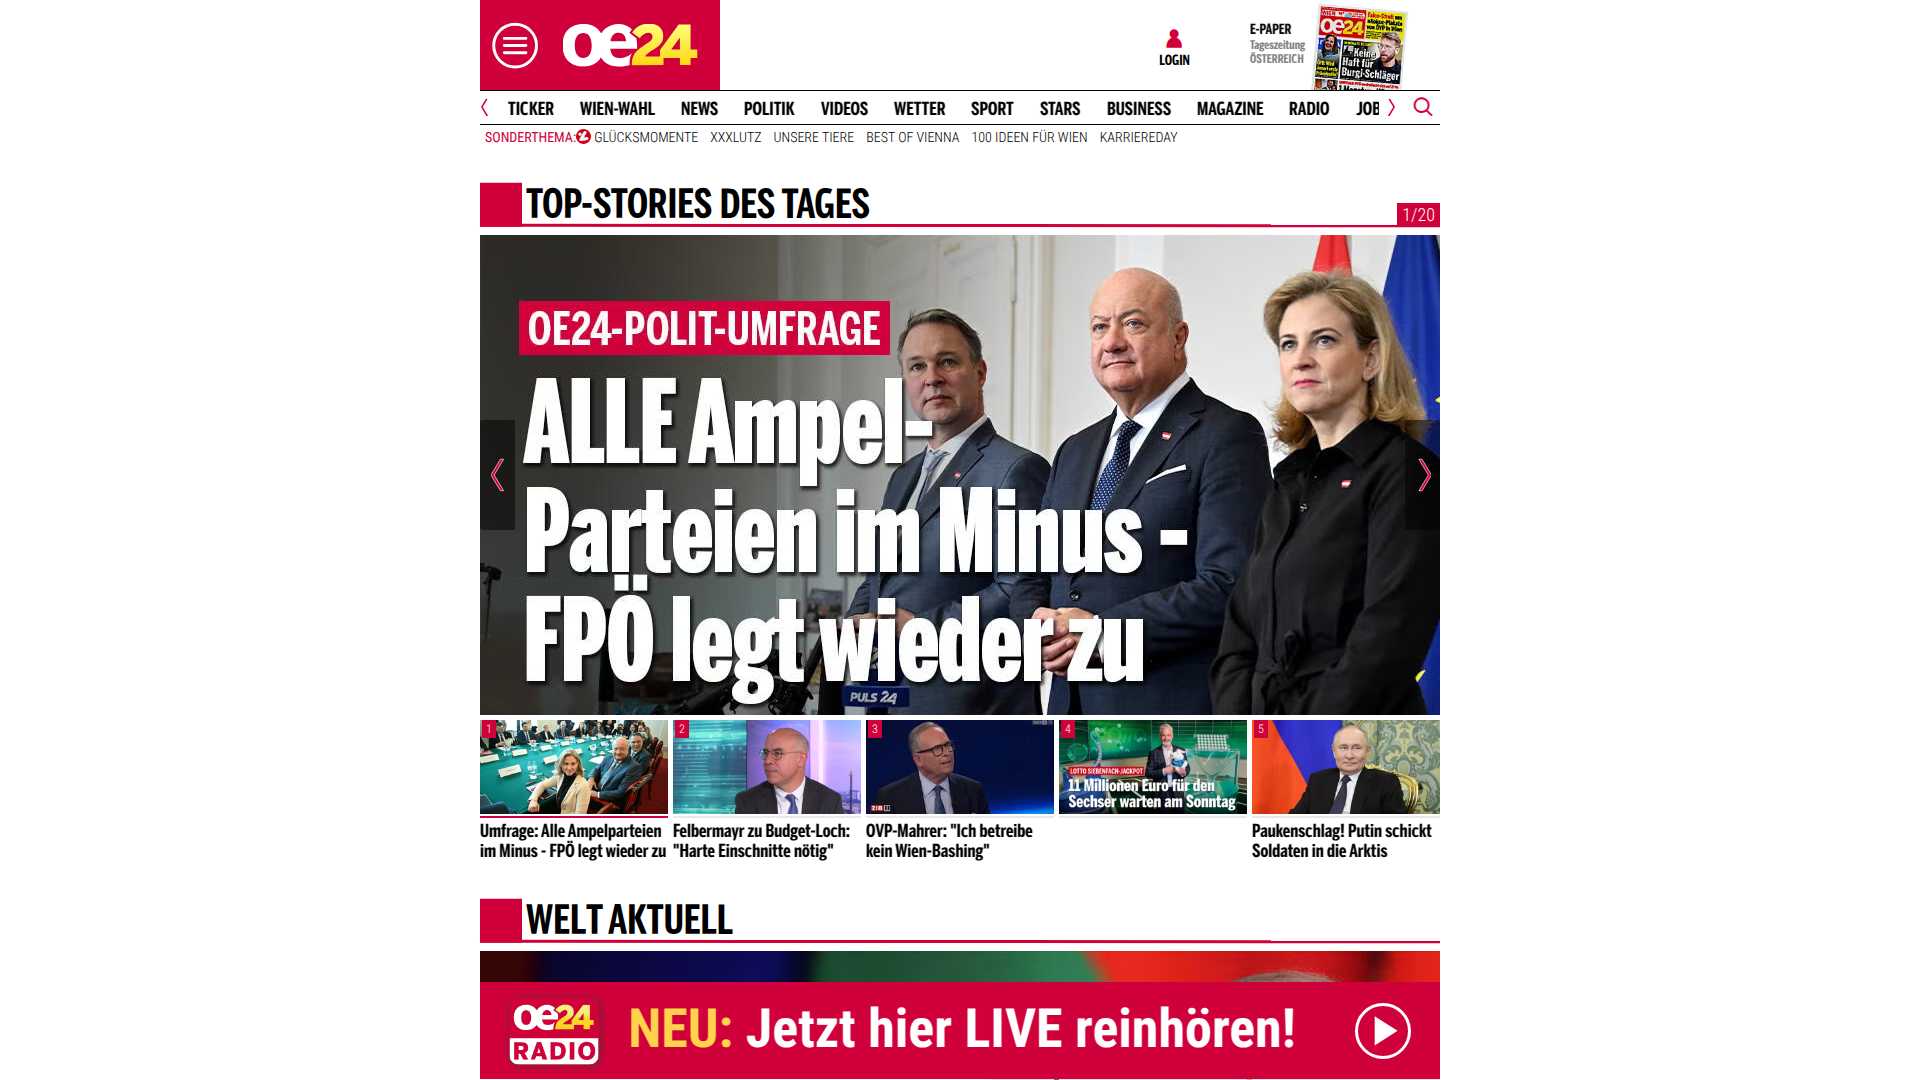 oe24
LOGIN
E-PAPER
Tageszeitung
ÖSTERREICH
oe24
Keine
Haft für
Burgi-Schläger
TICKER WIEN-WAHL NEWS POLITIK VIDEOS WETTER SPORT STARS BUSINESS MAGAZINE RADIO JOB
SONDERTHEMA: GLÜCKSMOMENTE XXXLUTZ UNSERE TIERE BEST OF VIENNA 100 IDEEN FÜR WIEN KARRIEREDAY
TOP-STORIES DES TAGES
1/20
OE24-POLIT-UMFRAGE
ALLE Ampel-
Parteien im Minus -
FPÖ legt wieder zu
PULS 24
1
2
3
4
5
ZIB
LOTTO SIEBENFACH-JACKPOT
11 Millionen Euro für den
Sechser warten am Sonntag
Umfrage: Alle Ampelparteien
im Minus - FPÖ legt wieder zu
Felbermayr zu Budget-Loch:
"Harte Einschnitte nötig"
ÖVP-Mahrer: "Ich betreibe
kein Wien-Bashing"
Paukenschlag! Putin schickt
Soldaten in die Arktis
WELT AKTUELL
oe24
RADIO
NEU: Jetzt hier LIVE reinhören!